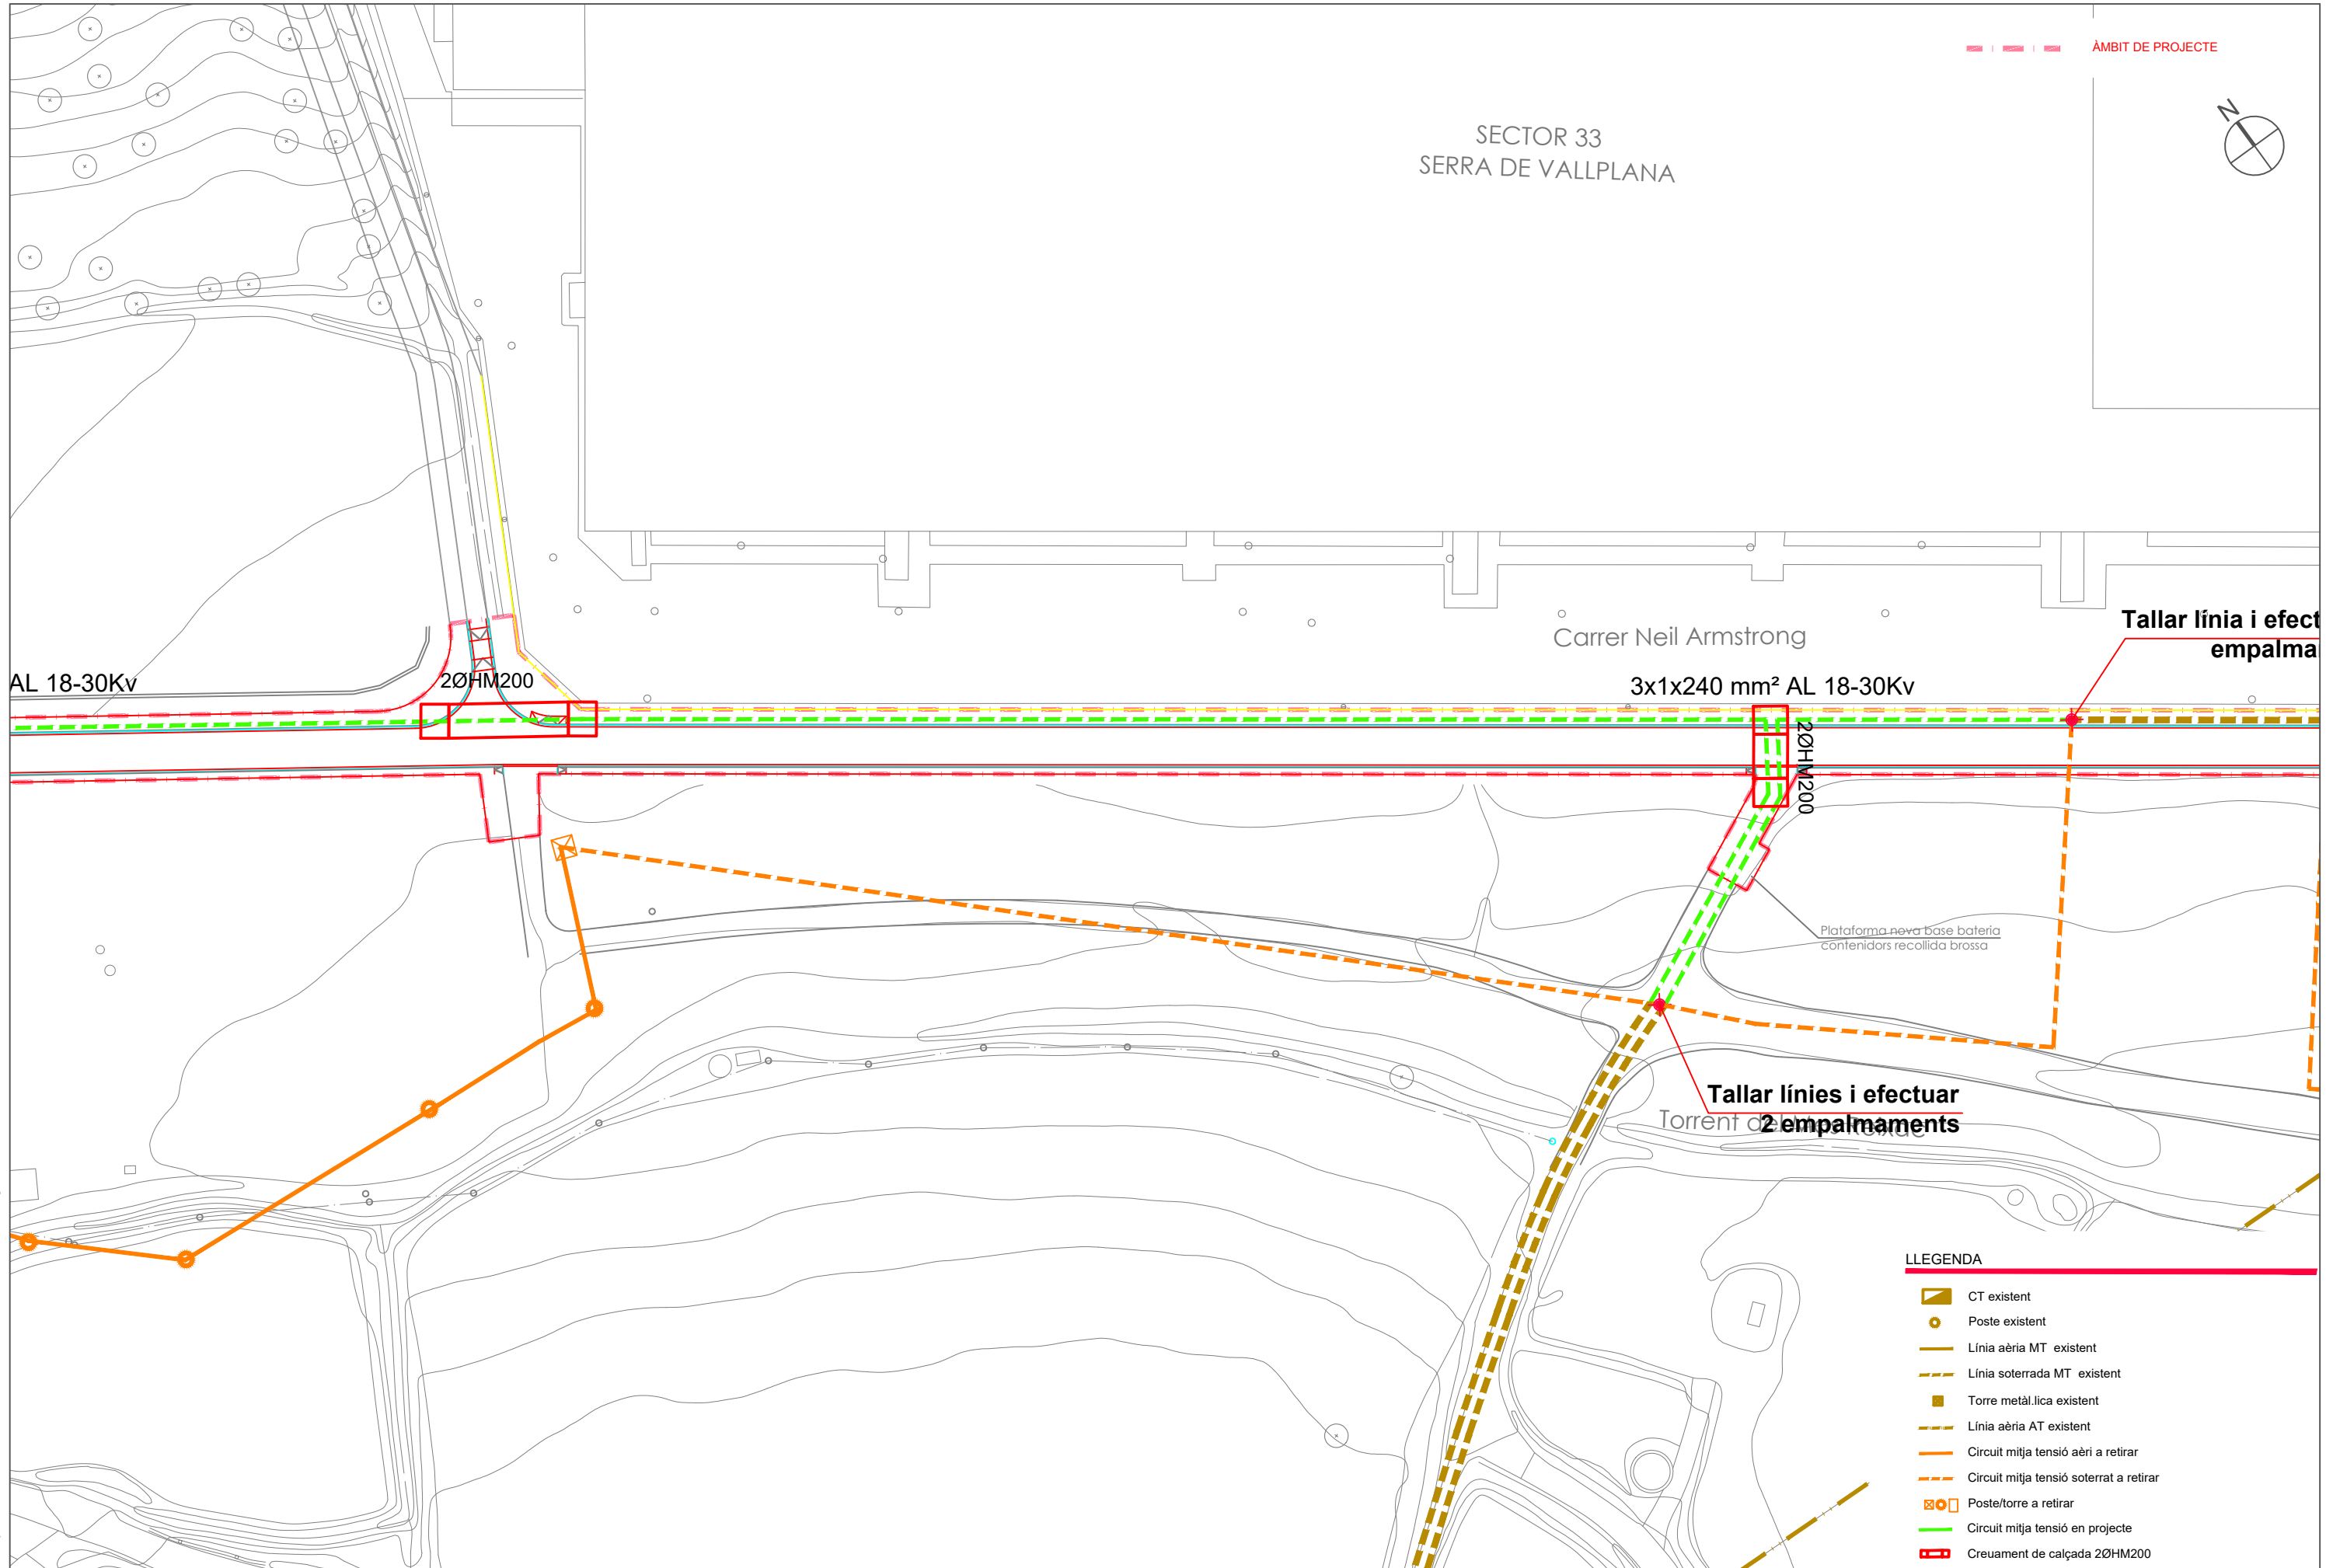 ÀMBIT DE PROJECTE
N
SECTOR 33
SERRA DE VALLPLANA
Tallar línia i efect
empalma
Carrer Neil Armstrong
AL 18-30Kv
2ØHM200
3x1x240 mm² AL 18-30Kv
2ØHM200
Plataforma nova base bateria
contenidors recollida brossa
Tallar línies i efectuar
2 empalmaments
Torrent de
LLEGENDA
CT existent
Poste existent
Línia aèria MT existent
Línia soterrada MT existent
Torre metàl.lica existent
Línia aèria AT existent
Circuit mitja tensió aèri a retirar
Circuit mitja tensió soterrat a retirar
Poste/torre a retirar
Circuit mitja tensió en projecte
Creuament de calçada 2ØHM200